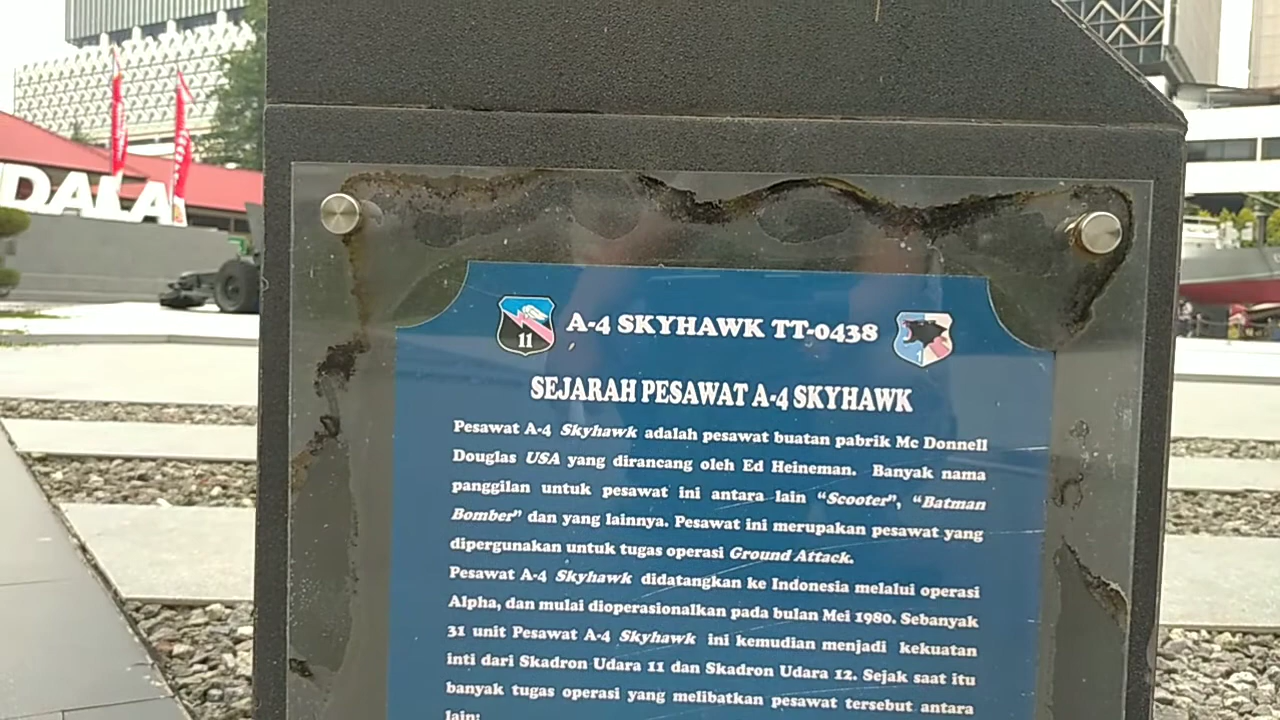 DALA
11
A-4 SKYHAWK TT-0438
1
SEJARAH PESAWAT A-4 SKYHAWK
Pesawat A-4 Skyhawk adalah pesawat buatan pabrik Mc Donnell
Douglas USA yang dirancang oleh Ed Heineman. Banyak nama
panggilan untuk pesawat ini antara lain “Scooter”, “Batman
Bomber” dan yang lainnya. Pesawat ini merupakan pesawat yang
dipergunakan untuk tugas operasi Ground Attack.
Pesawat A-4 Skyhawk didatangkan ke Indonesia melalui operasi
Alpha, dan mulai dioperasionalkan pada bulan Mei 1980. Sebanyak
31 unit Pesawat A-4 Skyhawk ini kemudian menjadi kekuatan
inti dari Skadron Udara 11 dan Skadron Udara 12. Sejak saat itu
banyak tugas operasi yang melibatkan pesawat tersebut antara
lain: